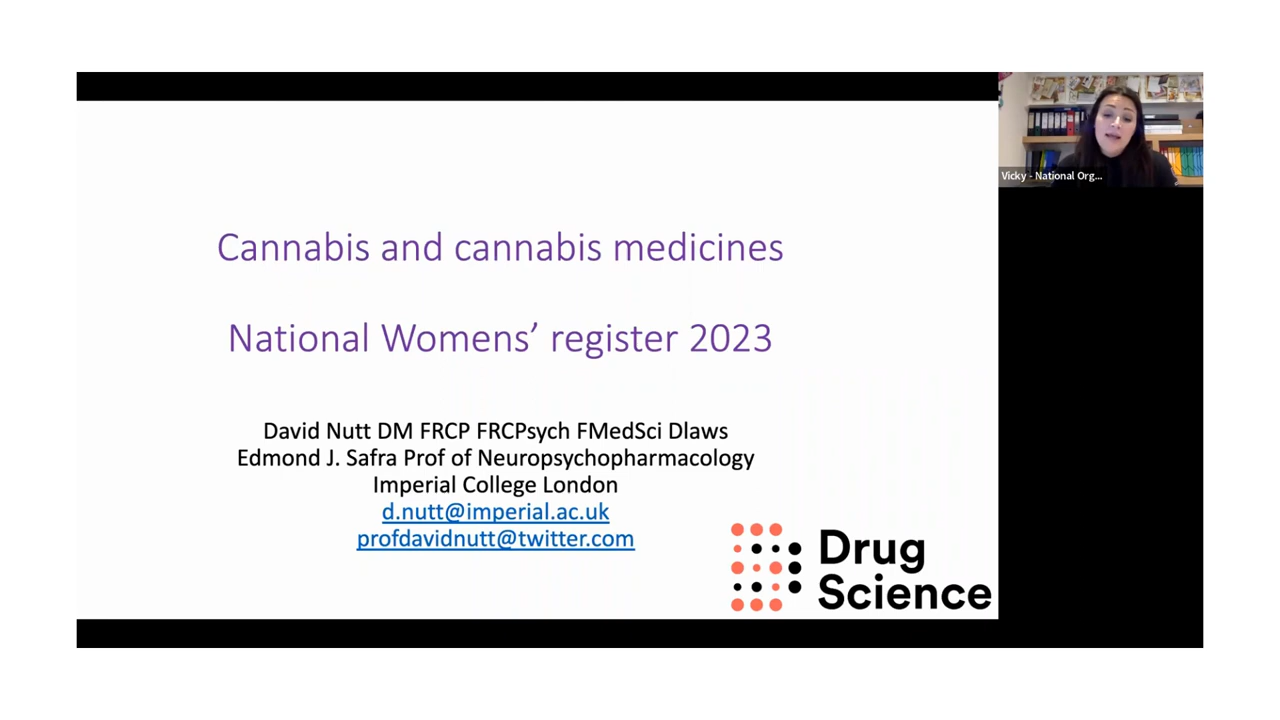 Cannabis and cannabis medicines
National Womens’ register 2023
David Nutt DM FRCP FRCPsych FMedSci Dlaws
Edmond J. Safra Prof of Neuropsychopharmacology
Imperial College London
d.nutt@imperial.ac.uk
profdavidnutt@twitter.com
Drug
Science
Vicky - National Org...